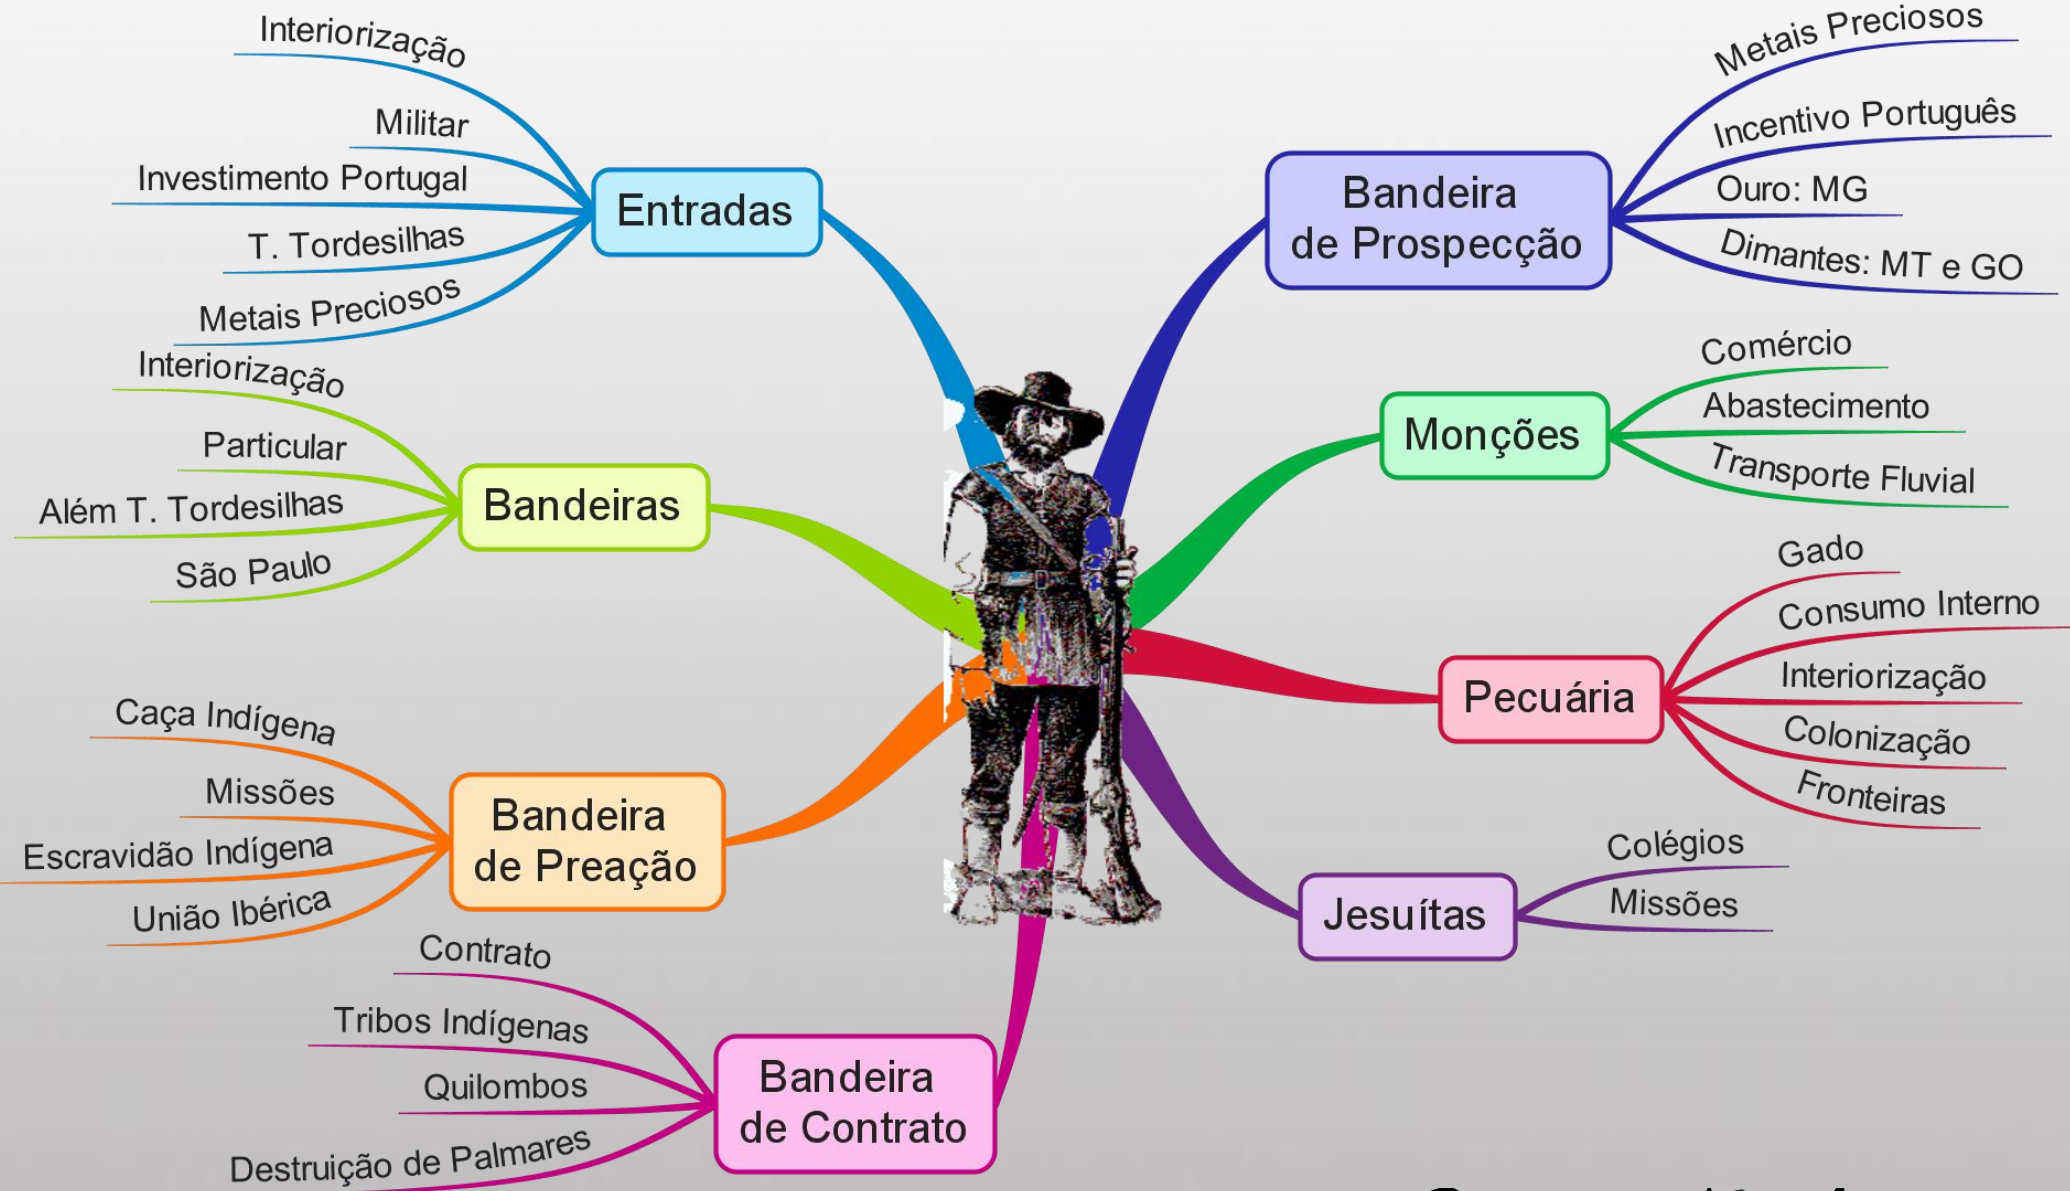 Interiorização
Militar
Investimento Portugal
T. Tordesilhas
Metais Preciosos
Entradas
Interiorização
Particular
Além T. Tordesilhas
São Paulo
Bandeiras
Caça Indígena
Missões
Escravidão Indígena
União Ibérica
Bandeira
de Preação
Contrato
Tribos Indígenas
Quilombos
Destruição de Palmares
Bandeira
de Contrato
Bandeira
de Prospecção
Metais Preciosos
Incentivo Português
Ouro: MG
Dimantes: MT e GO
Monções
Comércio
Abastecimento
Transporte Fluvial
Pecuária
Gado
Consumo Interno
Interiorização
Colonização
Fronteiras
Jesuítas
Colégios
Missões